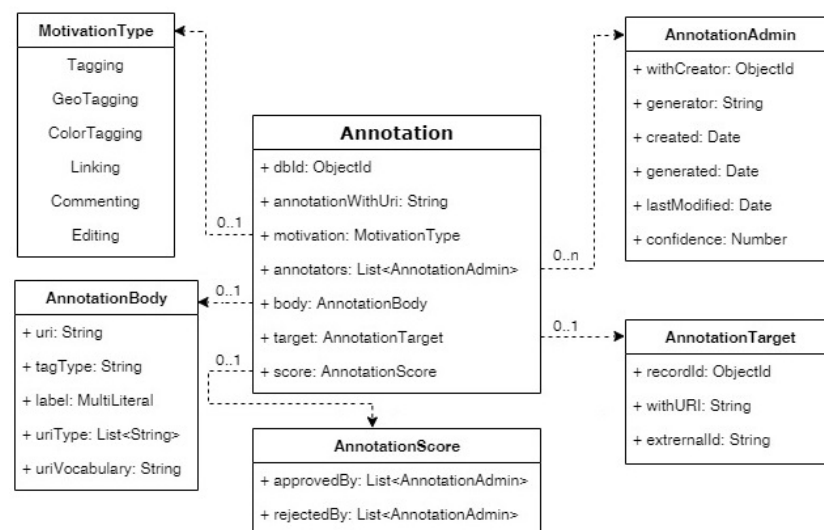 MotivationType
Tagging
GeoTagging
ColorTagging
Linking
Commenting
Editing
0..1
Annotation
+ dbId: ObjectId
+ annotationWithUri: String
+ motivation: MotivationType
+ annotators: List<AnnotationAdmin>
+ body: AnnotationBody
+ target: AnnotationTarget
+ score: AnnotationScore
0..n
AnnotationAdmin
+ withCreator: ObjectId
+ generator: String
+ created: Date
+ generated: Date
+ lastModified: Date
+ confidence: Number
AnnotationBody
+ uri: String
+ tagType: String
+ label: MultiLiteral
+ uriType: List<String>
+ uriVocabulary: String
0..1
0..1
0..1
AnnotationTarget
+ recordId: ObjectId
+ withURI: String
+ extrernalId: String
AnnotationScore
+ approvedBy: List<AnnotationAdmin>
+ rejectedBy: List<AnnotationAdmin>